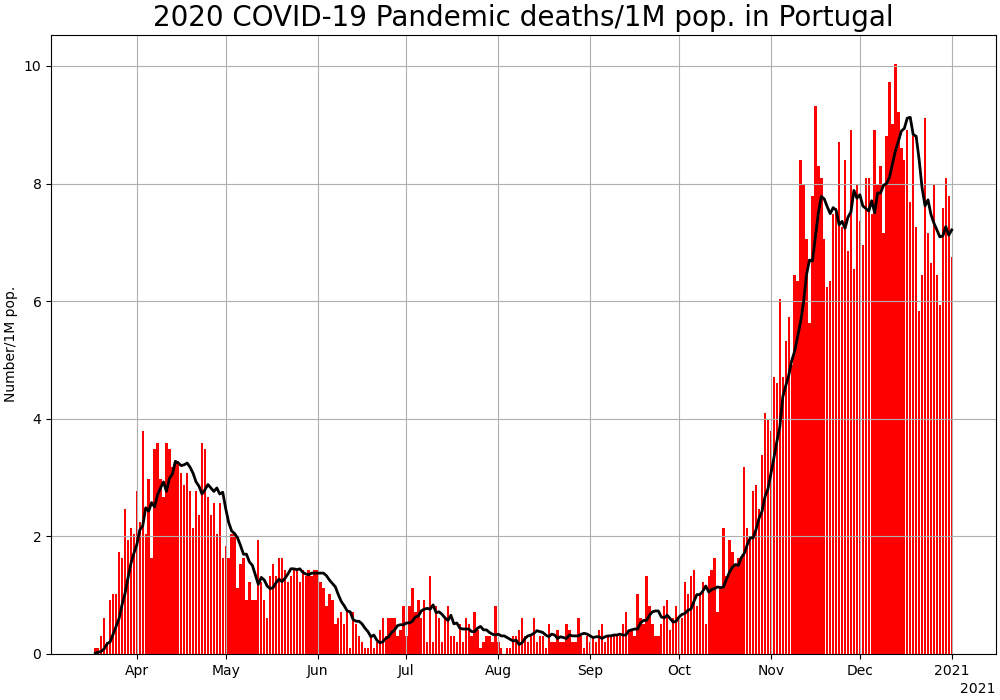 2020 COVID-19 Pandemic deaths/1M pop. in Portugal
Number/1M pop.
10
8
6
4
2
0
Apr May Jun Jul Aug Sep Oct Nov Dec 2021
2021